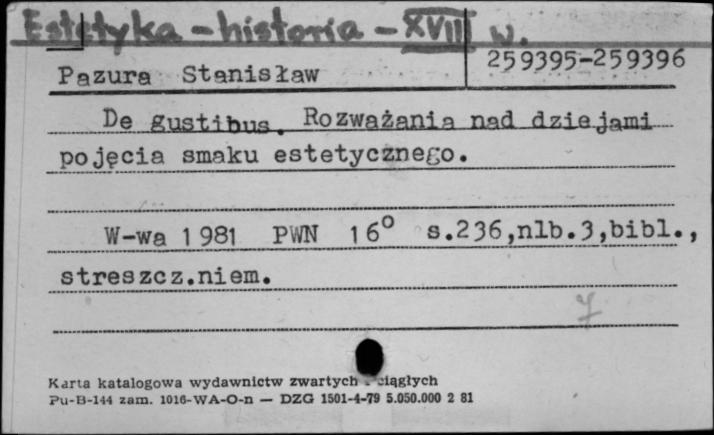 Estetyka - historia - XVIII w.
259395-259396
Pazura Stanisław
De gustibus. Rozważania nad dziejami
pojęcia smaku estetycznego.
W-wa 1981 PWN 16° s.236,nlb.3,bibl.,
streszcz.niem.
7
Karta katalogowa wydawnictw zwartych ciągłych
Pu-B-144 zam. 1016-WA-O-n — DZG 1501-4-79 5.050.000 2 81